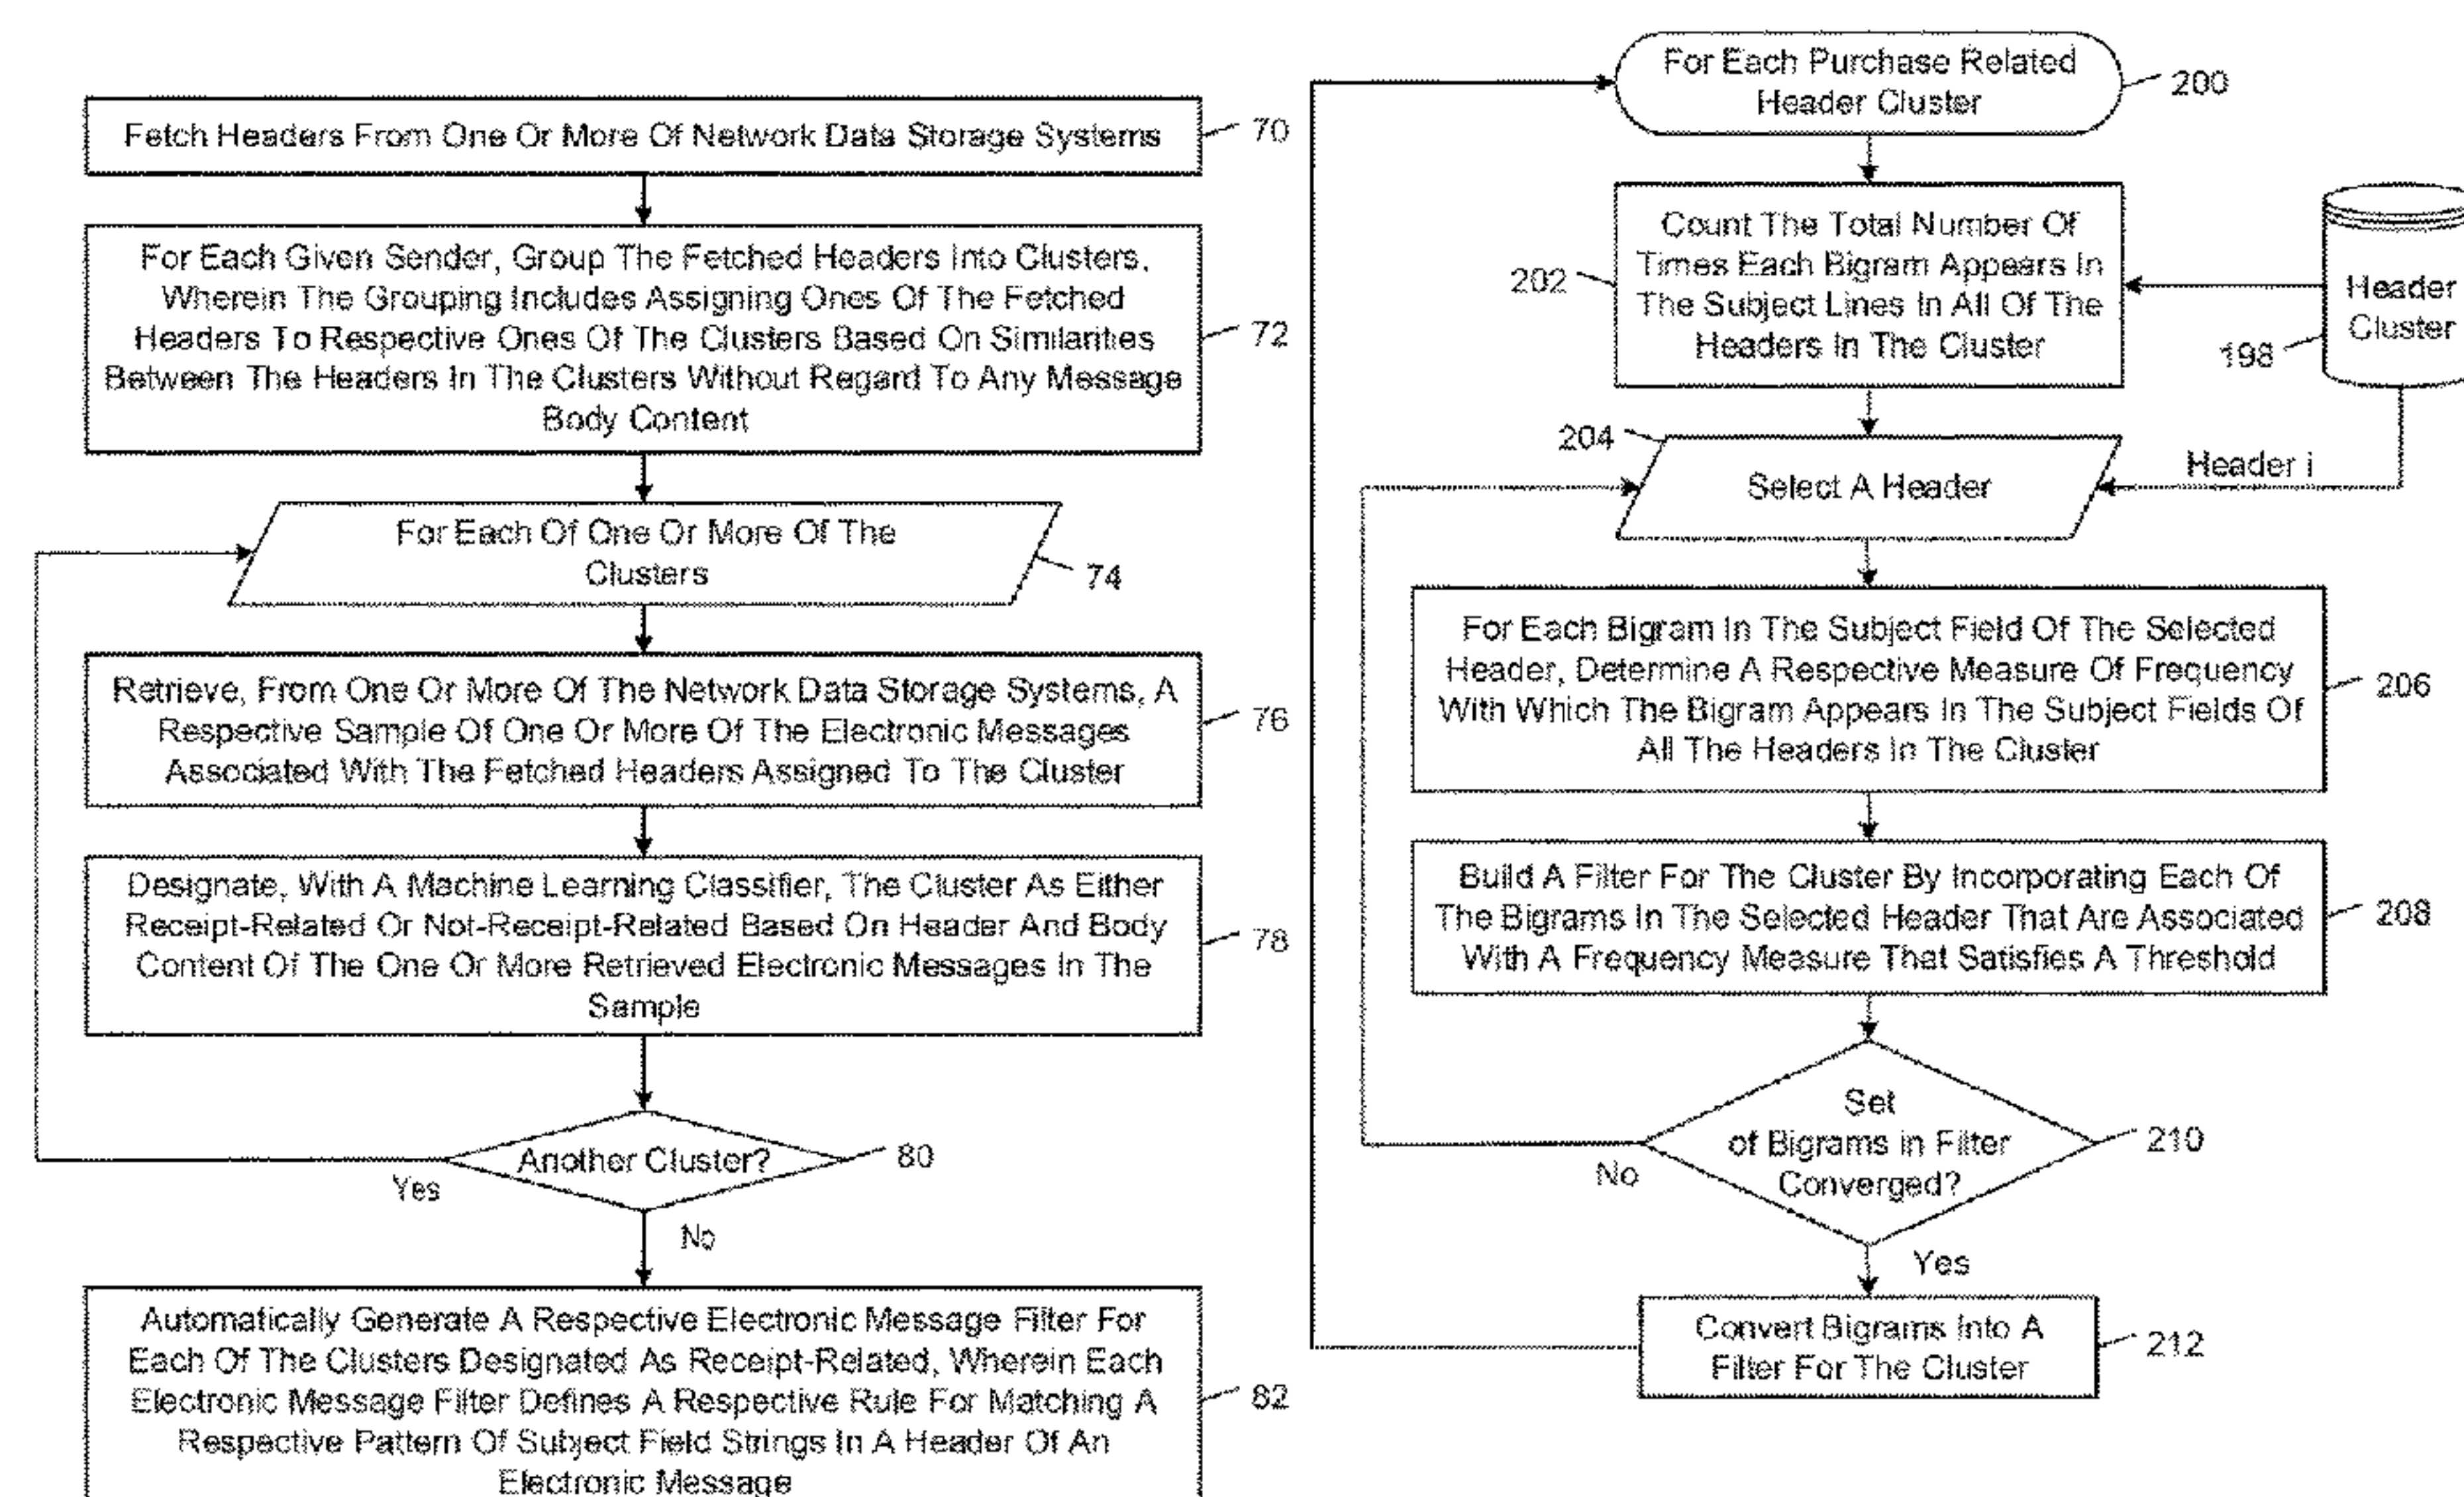 Fetch Headers From One Or More Of Network Data Storage Systems
70
For Each Given Sender, Group The Fetched Headers Into Clusters,
Wherein The Grouping Includes Assigning Ones Of The Fetched
Headers To Respective Ones Of The Clusters Based On Similarities
Between The Headers In The Clusters Without Regard To Any Message
Body Content
72
For Each Of One Or More Of The
Clusters
74
Retrieve, From One Or More Of The Network Data Storage Systems, A
Respective Sample Of One Or More Of The Electronic Messages
Associated With The Fetched Headers Assigned To The Cluster
76
Designate, With A Machine Learning Classifier, The Cluster As Either
Receipt-Related Or Not-Receipt-Related Based On Header And Body
Content Of The One Or More Retrieved Electronic Messages In The
Sample
78
Another Cluster?
80
Yes
No
Automatically Generate A Respective Electronic Message Filter For
Each Of The Clusters Designated As Receipt-Related, Wherein Each
Electronic Message Filter Defines A Respective Rule For Matching A
Respective Pattern Of Subject Field Strings In A Header Of An
Electronic Message
82
For Each Purchase Related
Header Cluster
200
Count The Total Number Of
Times Each Bigram Appears In
The Subject Lines In All Of The
Headers In The Cluster
202
Header
Cluster
198
204
Select A Header
Header i
For Each Bigram In The Subject Field Of The Selected
Header, Determine A Respective Measure Of Frequency
With Which The Bigram Appears In The Subject Fields Of
All The Headers In The Cluster
206
Build A Filter For The Cluster By Incorporating Each Of
The Bigrams In The Selected Header That Are Associated
With A Frequency Measure That Satisfies A Threshold
208
Set
of Bigrams in Filter
Converged?
210
No
Yes
Convert Bigrams Into A
Filter For The Cluster
212